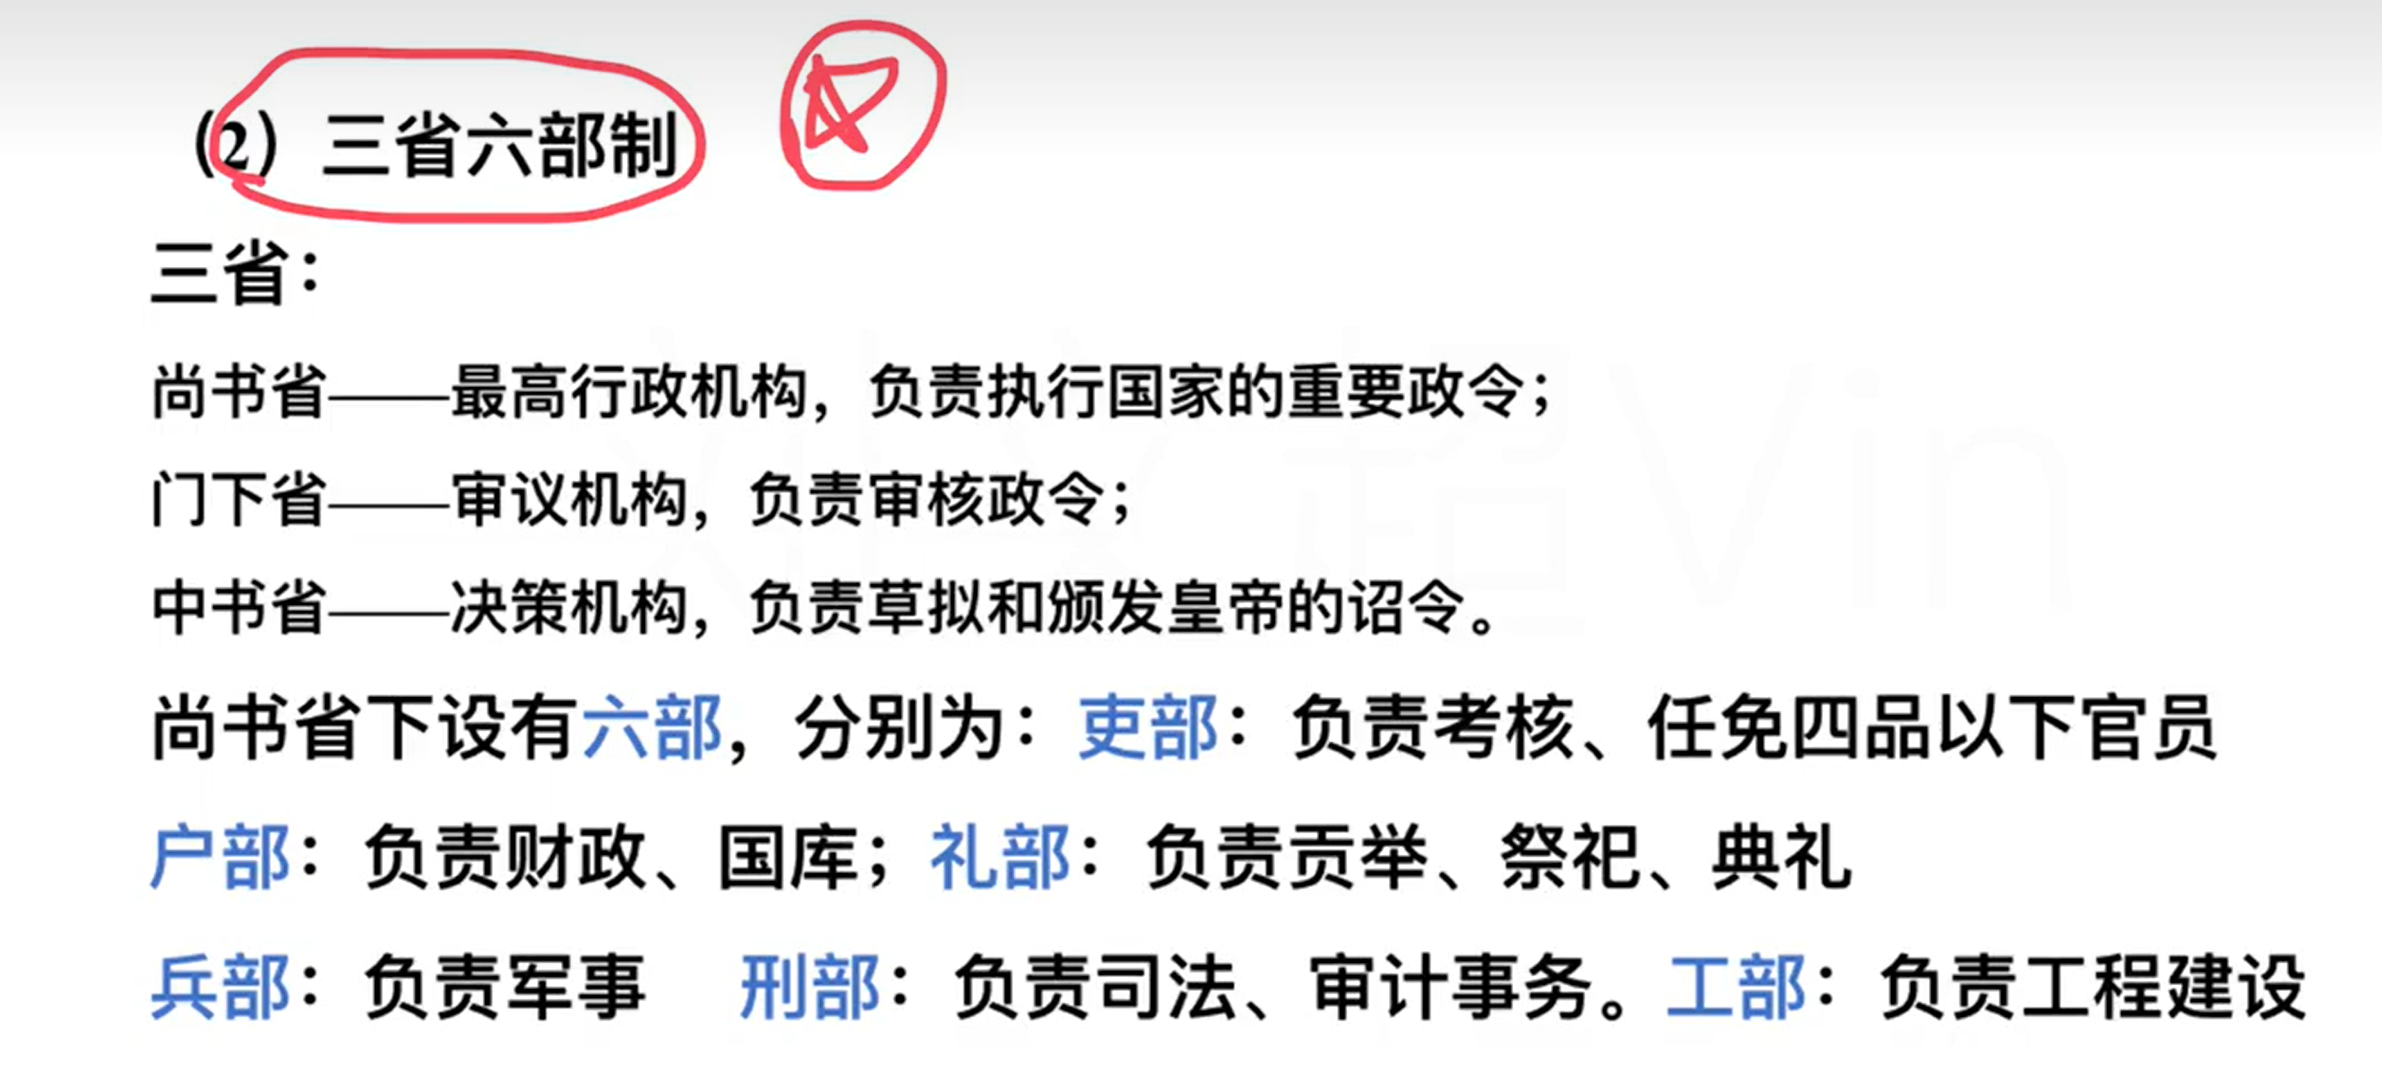 （2）三省六部制
三省：
尚书省——最高行政机构，负责执行国家的重要政令；
门下省——审议机构，负责审核政令；
中书省——决策机构，负责草拟和颁发皇帝的诏令。
尚书省下设有六部，分别为：吏部：负责考核、任免四品以下官员
户部：负责财政、国库；礼部：负责贡举、祭祀、典礼
兵部：负责军事 刑部：负责司法、审计事务。工部：负责工程建设